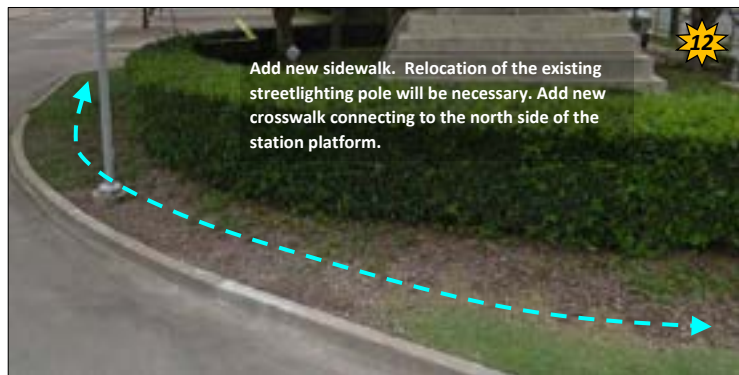 12
Add new sidewalk.  Relocation of the existing
streetlighting pole will be necessary. Add new
crosswalk connecting to the north side of the
station platform.